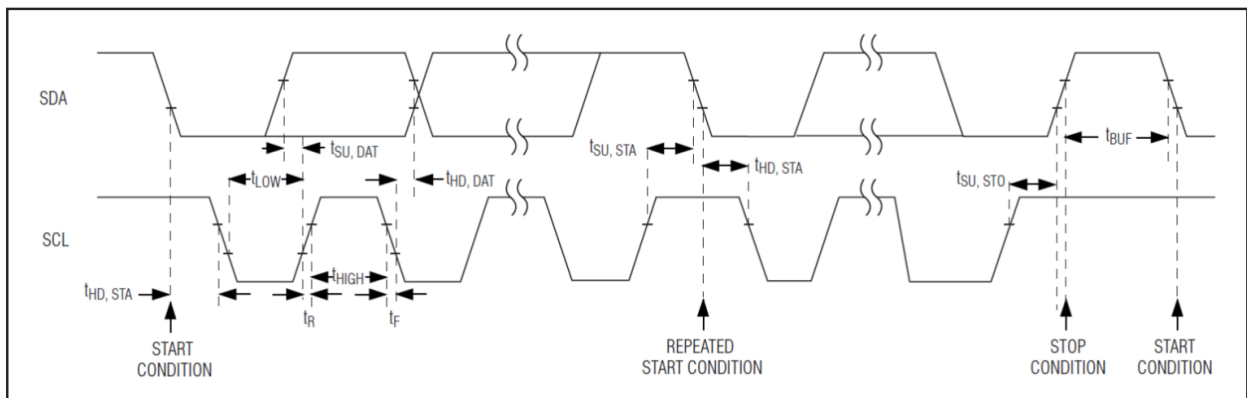 SDA
tSU, DAT
tSU, STA
tBUF
tLOW
tHD, DAT
tHD, STA
tSU, STO
SCL
tHIGH
tHD, STA
tR
tF
START
CONDITION
REPEATED
START CONDITION
STOP
CONDITION
START
CONDITION